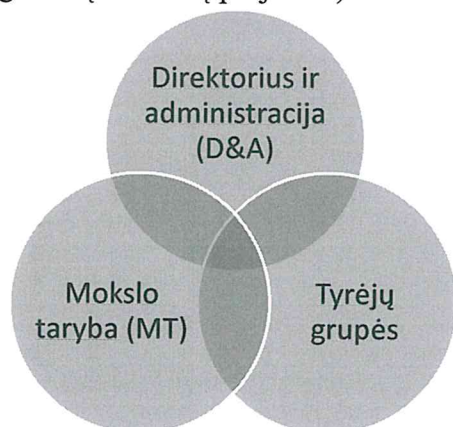 Direktorius ir
administracija
(D&A)
Mokslo
taryba (MT)
Tyrėjų
grupės